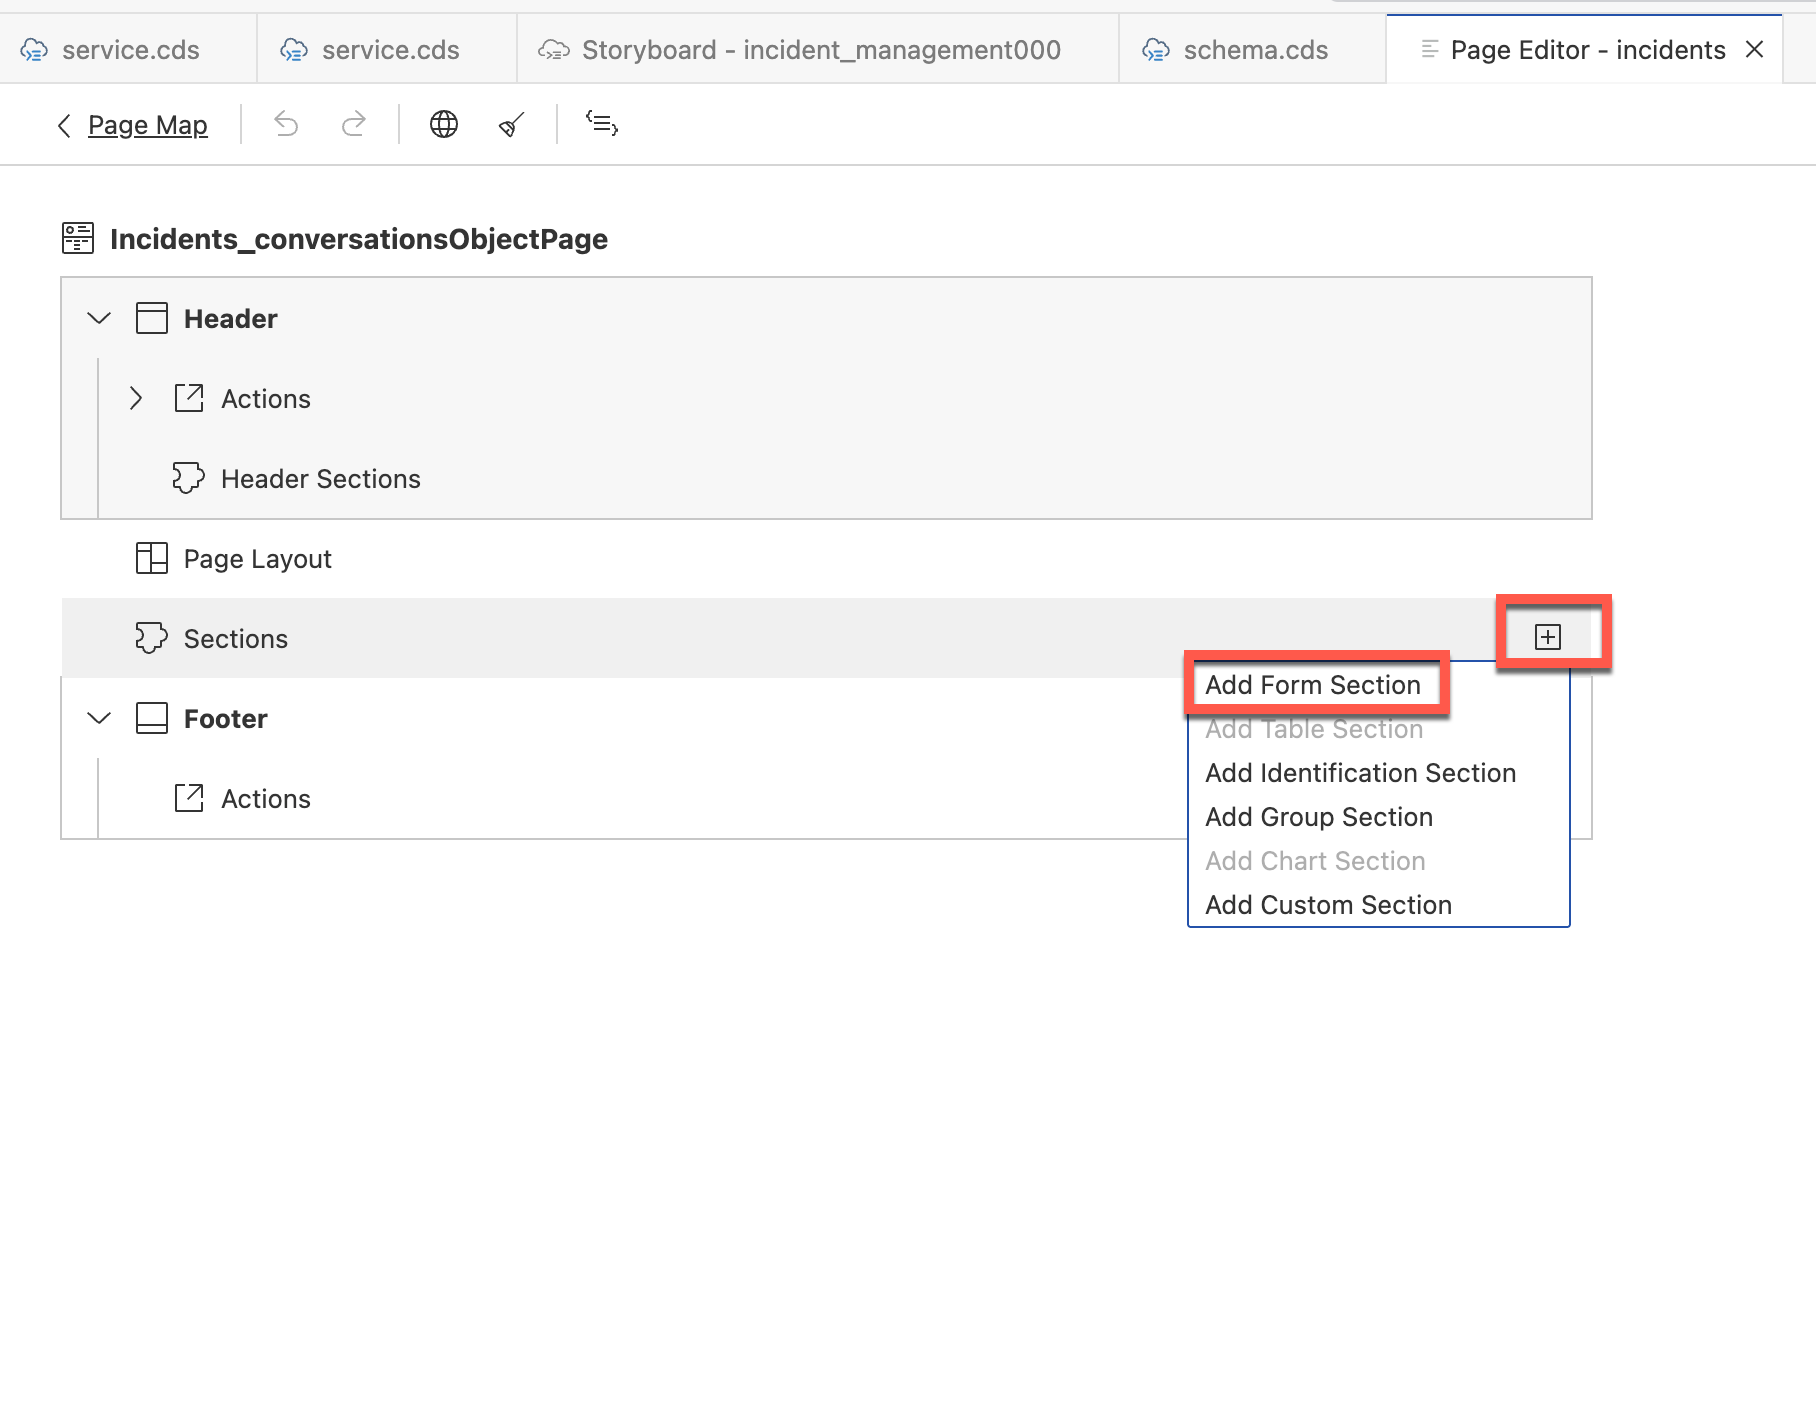 service.cds
service.cds
Storyboard - incident_management000
schema.cds
Page Editor - incidents
Page Map
Incidents_conversationsObjectPage
Header
Actions
Header Sections
Page Layout
Sections
Add Form Section
Add Table Section
Add Identification Section
Add Group Section
Add Chart Section
Add Custom Section
Footer
Actions